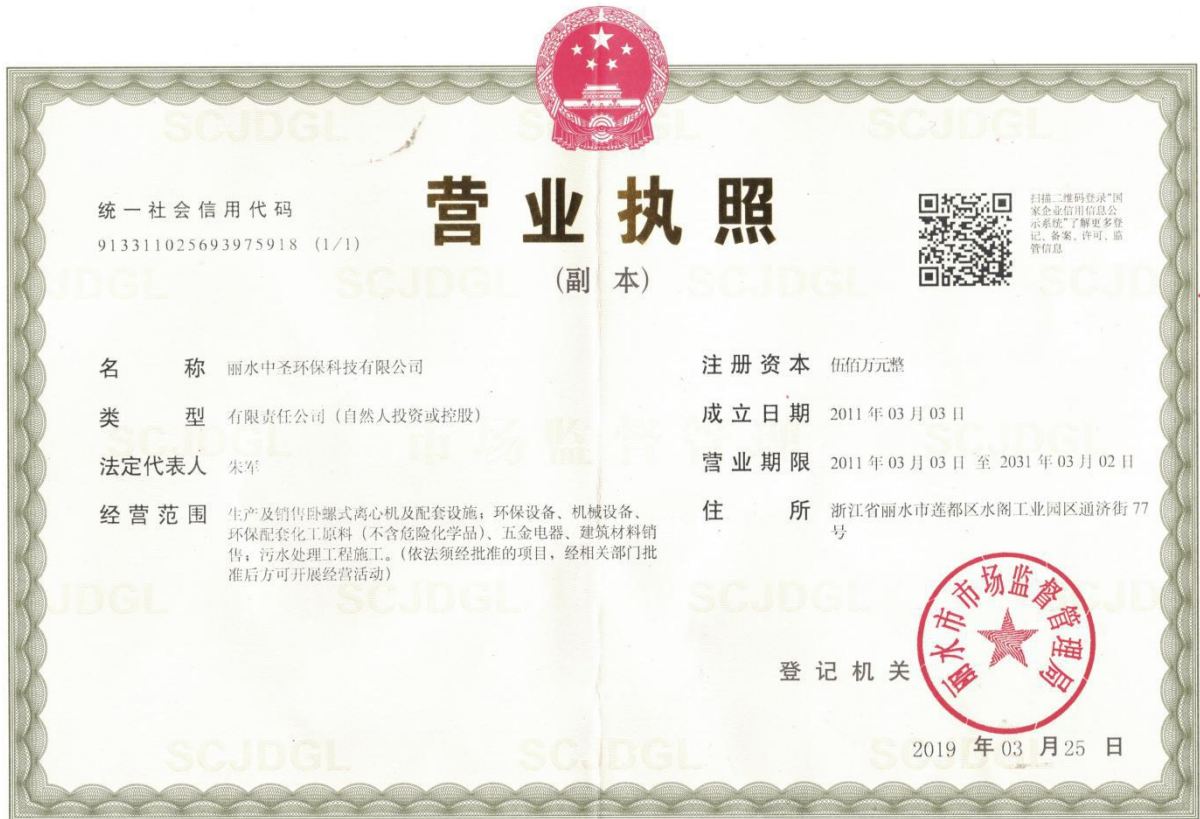 统一社会信用代码
913311025693975918 (1/1)
营业执照
(副 本)
扫描二维码登录“国
家企业信用信息公
示系统”了解更多登
记、备案、许可、监
管信息
名 称 丽水中圣环保科技有限公司
类 型 有限责任公司（自然人投资或控股）
法定代表人 朱军
经营范围 生产及销售卧螺式离心机及配套设施；环保设备、机械设备、
环保配套化工原料（不含危险化学品）、五金电器、建筑材料销
售；污水处理工程施工。（依法须经批准的项目，经相关部门批
准后方可开展经营活动）
注册资本 伍佰万元整
成立日期 2011年03月03日
营业期限 2011年03月03日 至 2031年03月02日
住 所 浙江省丽水市莲都区水阁工业园区通济街77
号
登记机关
丽水市市场监督管理局
2019 年 03 月 25 日
SCJDGL
市场监督管理